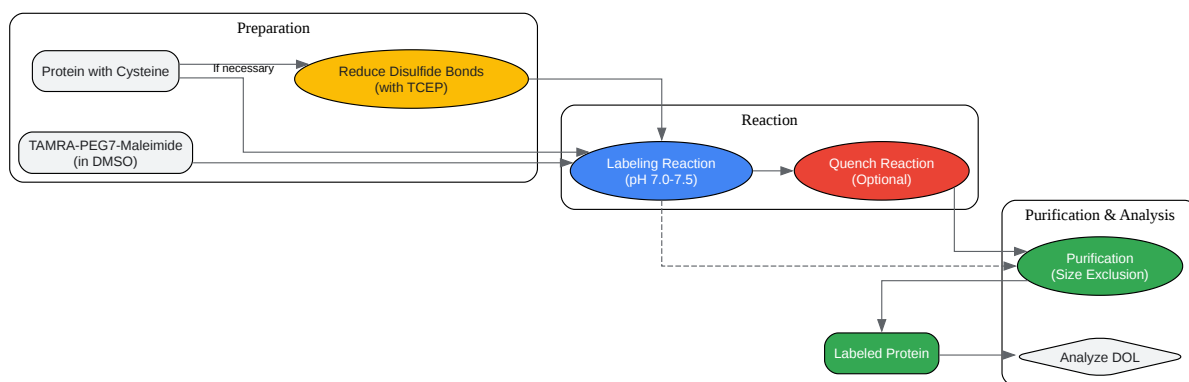 Preparation
Protein with Cysteine
If necessary
Reduce Disulfide Bonds
(with TCEP)
TAMRA-PEG7-Maleimide
(in DMSO)
Reaction
Labeling Reaction
(pH 7.0-7.5)
Quench Reaction
(Optional)
Purification & Analysis
Purification
(Size Exclusion)
Labeled Protein
Analyze DOL